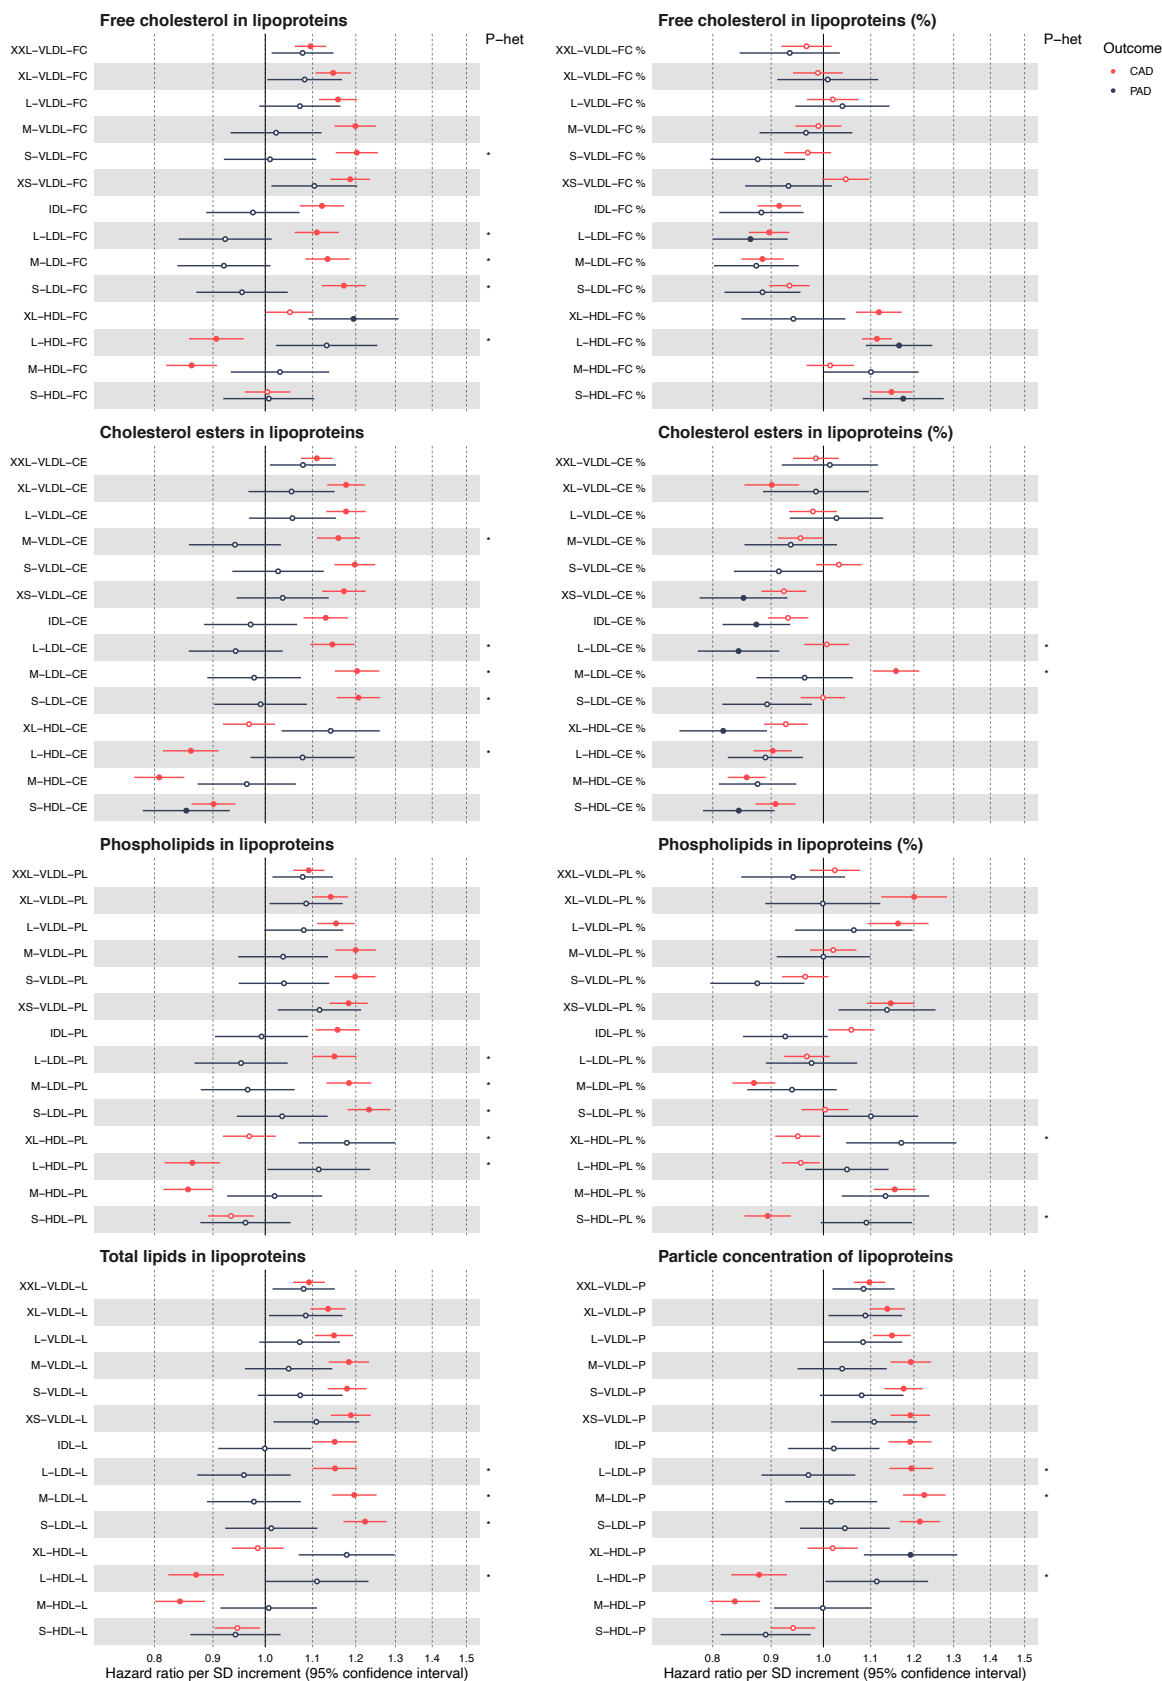 Free cholesterol in lipoproteins
P−het
XXL−VLDL−FC
XL−VLDL−FC
L−VLDL−FC
M−VLDL−FC
S−VLDL−FC *
XS−VLDL−FC
IDL−FC
L−LDL−FC *
M−LDL−FC *
S−LDL−FC *
XL−HDL−FC
L−HDL−FC *
M−HDL−FC
S−HDL−FC
Cholesterol esters in lipoproteins
XXL−VLDL−CE
XL−VLDL−CE
L−VLDL−CE
M−VLDL−CE *
S−VLDL−CE
XS−VLDL−CE
IDL−CE
L−LDL−CE *
M−LDL−CE *
S−LDL−CE *
XL−HDL−CE
L−HDL−CE *
M−HDL−CE
S−HDL−CE
Phospholipids in lipoproteins
XXL−VLDL−PL
XL−VLDL−PL
L−VLDL−PL
M−VLDL−PL
S−VLDL−PL
XS−VLDL−PL
IDL−PL
L−LDL−PL *
M−LDL−PL *
S−LDL−PL *
XL−HDL−PL *
L−HDL−PL *
M−HDL−PL
S−HDL−PL
Total lipids in lipoproteins
XXL−VLDL−L
XL−VLDL−L
L−VLDL−L
M−VLDL−L
S−VLDL−L
XS−VLDL−L
IDL−L
L−LDL−L *
M−LDL−L *
S−LDL−L *
XL−HDL−L
L−HDL−L *
M−HDL−L
S−HDL−L
0.8 0.9 1.0 1.1 1.2 1.3 1.4 1.5
Hazard ratio per SD increment (95% confidence interval)
Free cholesterol in lipoproteins (%)
P−het
XXL−VLDL−FC %
XL−VLDL−FC %
L−VLDL−FC %
M−VLDL−FC %
S−VLDL−FC %
XS−VLDL−FC %
IDL−FC %
L−LDL−FC %
M−LDL−FC %
S−LDL−FC %
XL−HDL−FC %
L−HDL−FC %
M−HDL−FC %
S−HDL−FC %
Cholesterol esters in lipoproteins (%)
XXL−VLDL−CE %
XL−VLDL−CE %
L−VLDL−CE %
M−VLDL−CE %
S−VLDL−CE %
XS−VLDL−CE %
IDL−CE %
L−LDL−CE % *
M−LDL−CE % *
S−LDL−CE %
XL−HDL−CE %
L−HDL−CE %
M−HDL−CE %
S−HDL−CE %
Phospholipids in lipoproteins (%)
XXL−VLDL−PL %
XL−VLDL−PL %
L−VLDL−PL %
M−VLDL−PL %
S−VLDL−PL %
XS−VLDL−PL %
IDL−PL %
L−LDL−PL %
M−LDL−PL %
S−LDL−PL %
XL−HDL−PL % *
L−HDL−PL %
M−HDL−PL %
S−HDL−PL % *
Particle concentration of lipoproteins
XXL−VLDL−P
XL−VLDL−P
L−VLDL−P
M−VLDL−P
S−VLDL−P
XS−VLDL−P
IDL−P
L−LDL−P *
M−LDL−P *
S−LDL−P
XL−HDL−P
L−HDL−P *
M−HDL−P
S−HDL−P
0.8 0.9 1.0 1.1 1.2 1.3 1.4 1.5
Hazard ratio per SD increment (95% confidence interval)
Outcome
CAD
PAD